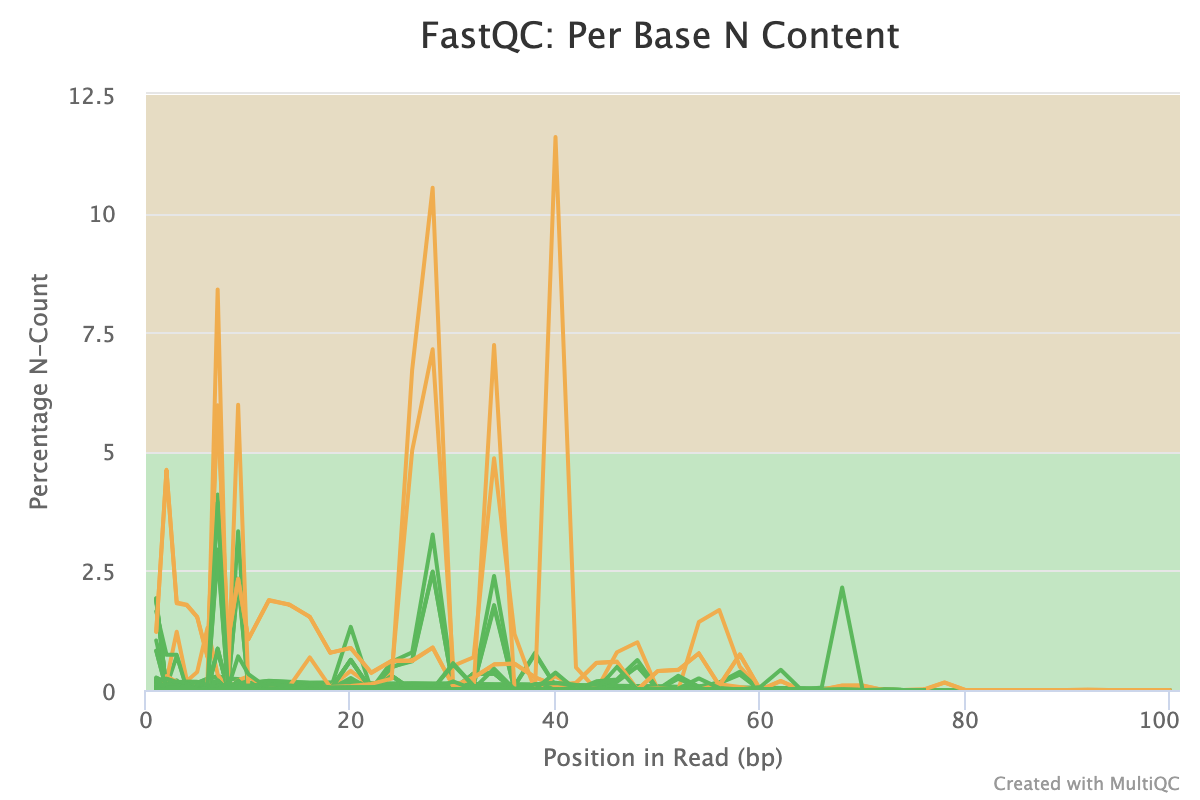 FastQC: Per Base N Content
Percentage N-Count
12.5
10
7.5
5
2.5
0
0 20 40 60 80 100
Position in Read (bp)
Created with MultiQC